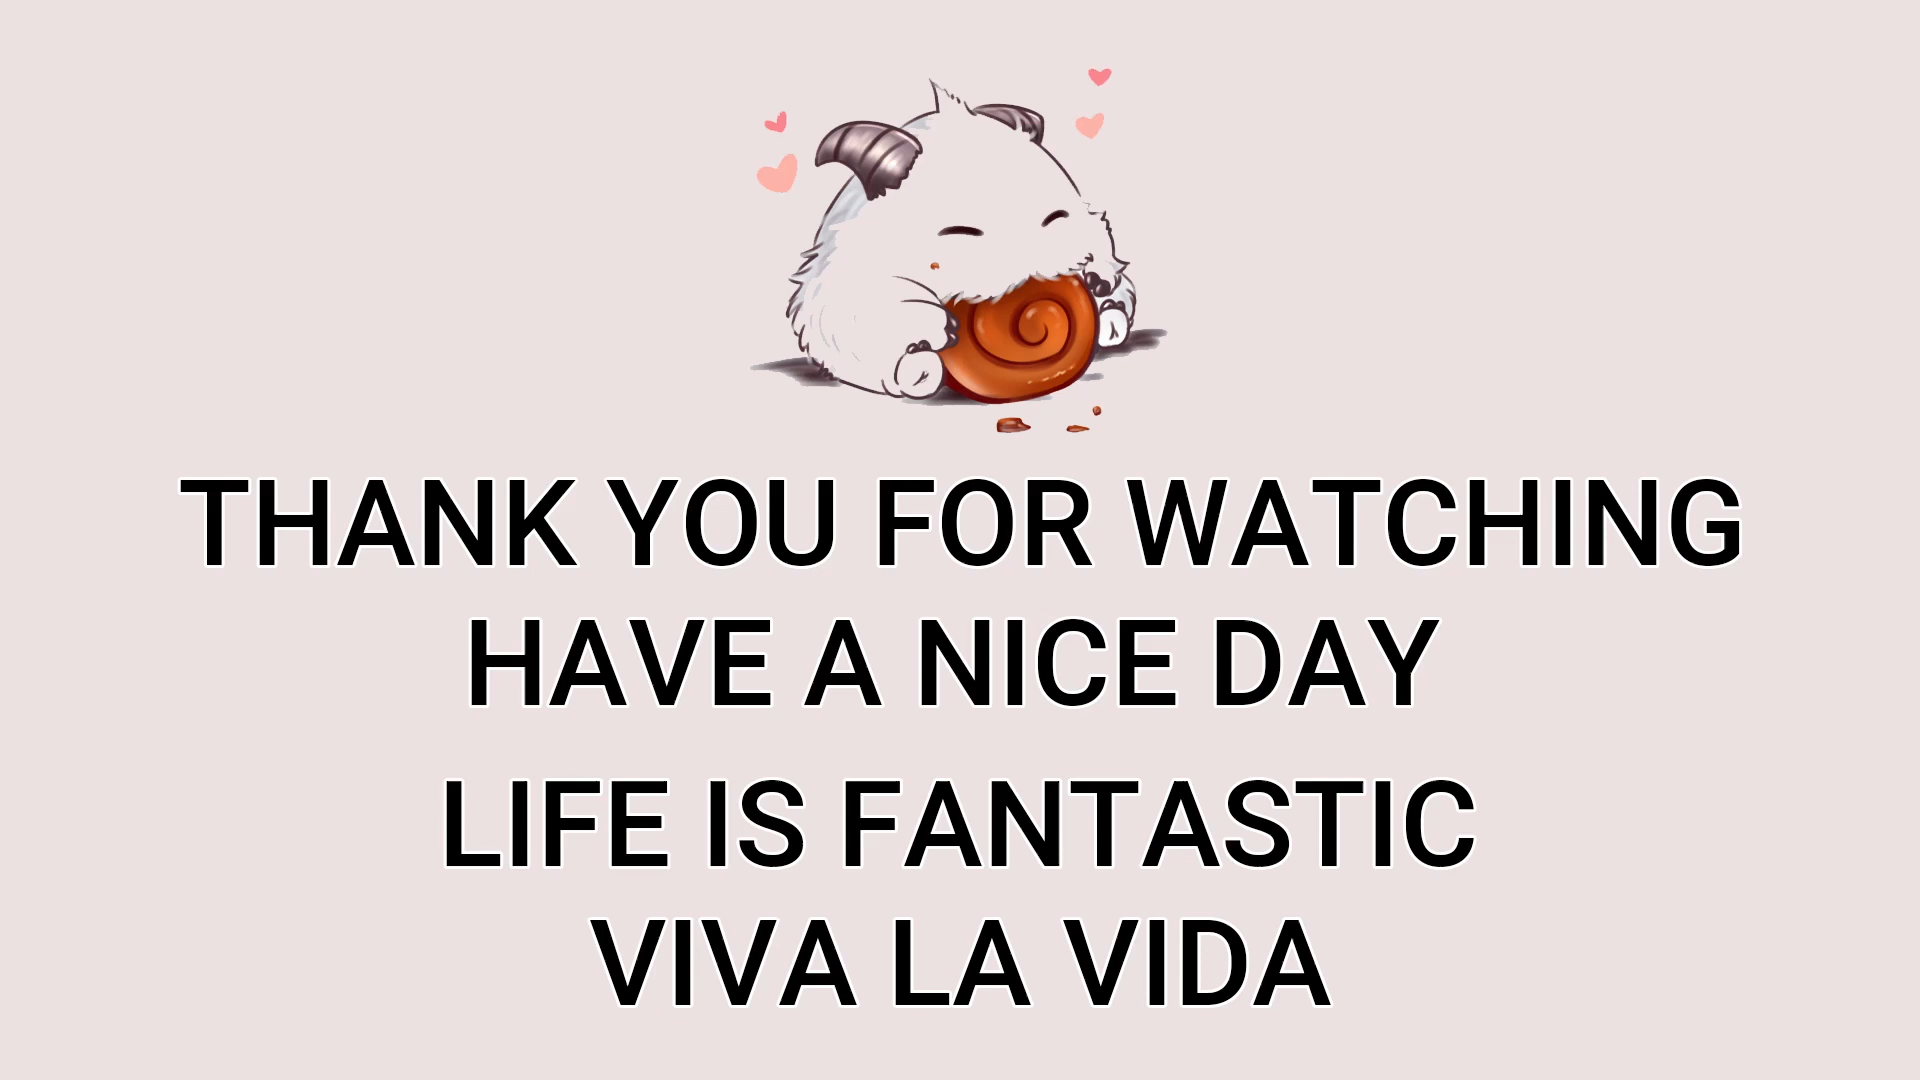 THANK YOU FOR WATCHING
HAVE A NICE DAY
LIFE IS FANTASTIC
VIVA LA VIDA